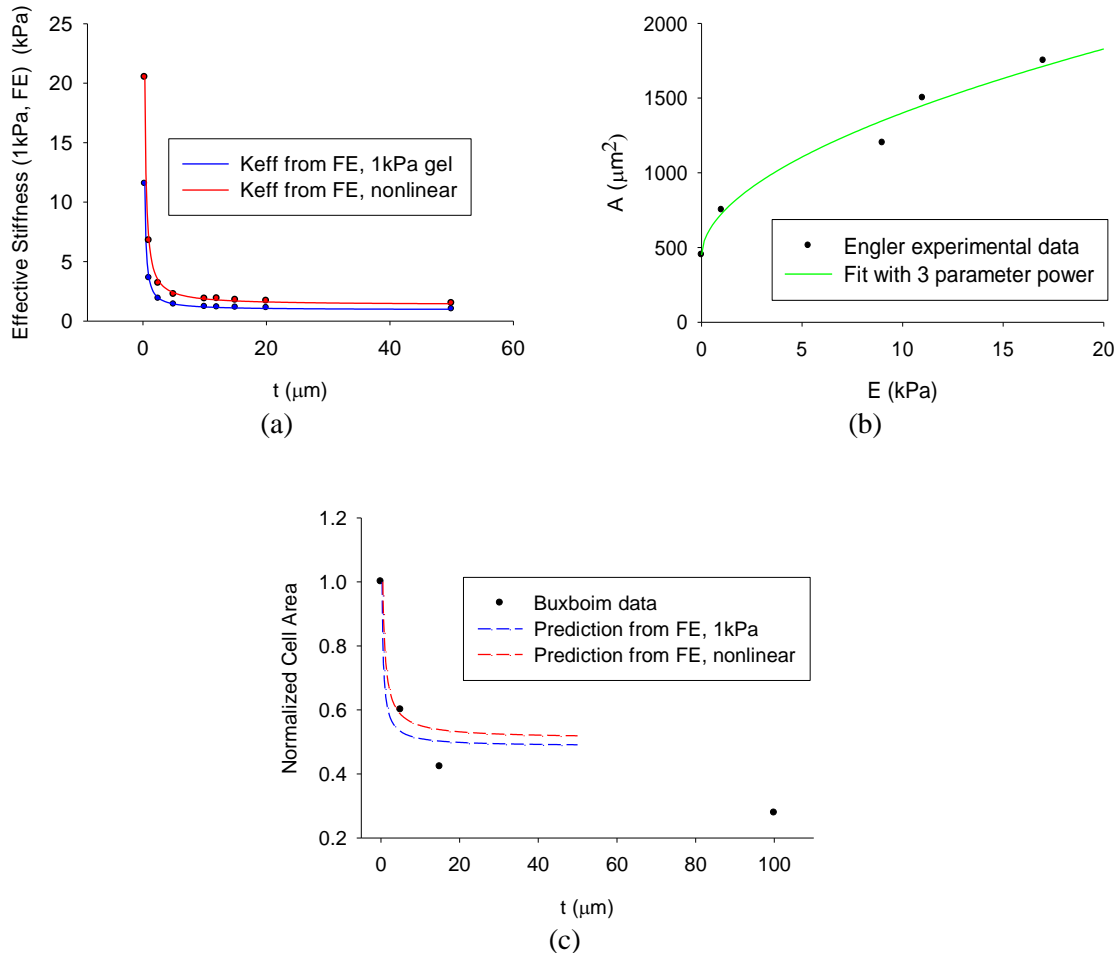 Effective Stiffness (1kPa, FE) (kPa)
25
20
15
10
5
0
Keff from FE, 1kPa gel
Keff from FE, nonlinear
0
20
40
60
t (μm)
(a)
A (μm²)
2000
1500
1000
500
0
Engler experimental data
Fit with 3 parameter power
0
5
10
15
20
E (kPa)
(b)
Normalized Cell Area
1.2
1.0
0.8
0.6
0.4
0.2
Buxboim data
Prediction from FE, 1kPa
Prediction from FE, nonlinear
0
20
40
60
80
100
t (μm)
(c)